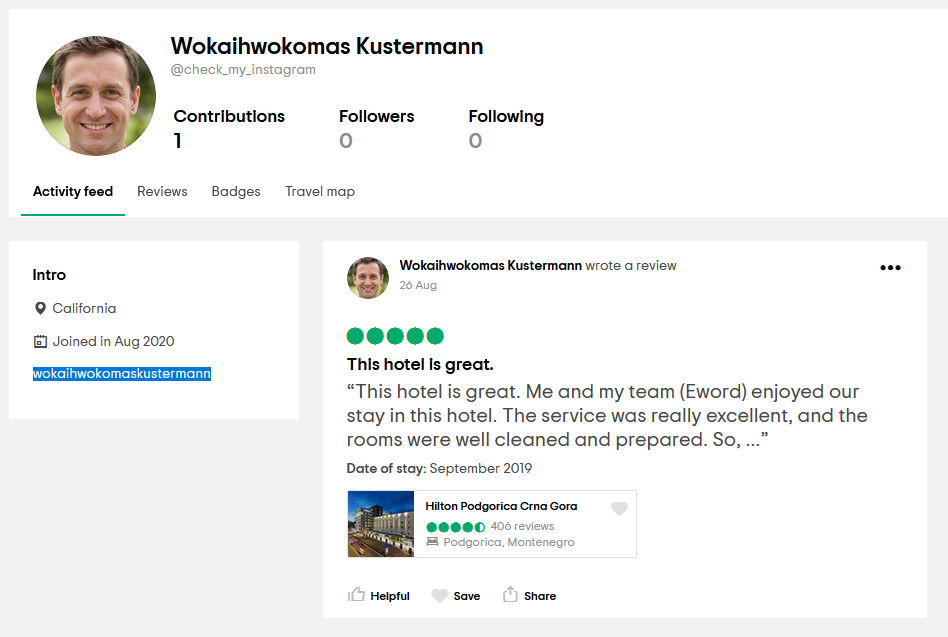 Wokaihwokomas Kustermann
@check_my_instagram
Contributions Followers Following
1 0 0
Activity feed Reviews Badges Travel map
Intro
California
Joined in Aug 2020
wokaihwokomaskustermann
Wokaihwokomas Kustermann wrote a review
26 Aug
This hotel is great.
“This hotel is great. Me and my team (Eword) enjoyed our
stay in this hotel. The service was really excellent, and the
rooms were well cleaned and prepared. So, ...”
Date of stay: September 2019
Hilton Podgorica Crna Gora
406 reviews
Podgorica, Montenegro
Helpful Save Share